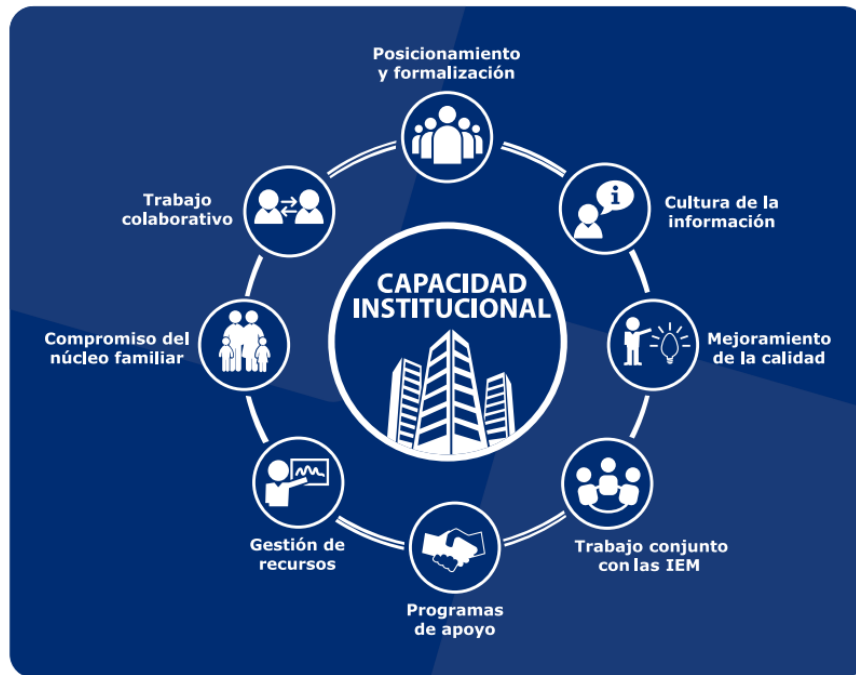 Posicionamiento
y formalización
Cultura de la
información
Mejoramiento
de la calidad
Trabajo conjunto
con las IEM
Programas
de apoyo
Gestión de
recursos
Compromiso del
núcleo familiar
Trabajo
colaborativo
CAPACIDAD
INSTITUCIONAL
i